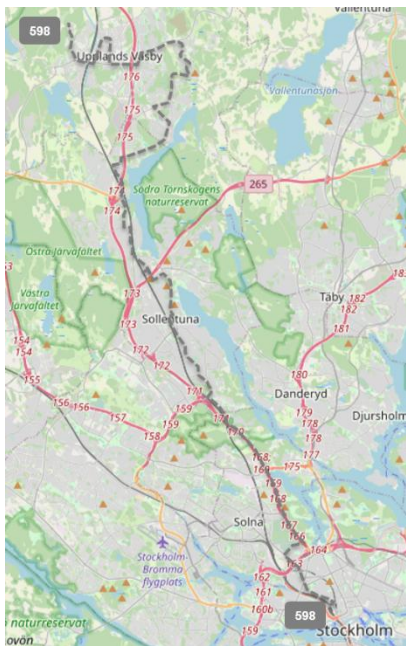 Vallentuna
598
Upplands Väsby
176
Vallentunasjön
175
175
174
265
174
Södra Törnskogens
naturreservat
Östra Järvafältet
182
Västra
Järvafältet
173
Täby
182
182
173
Sollentuna
181
154
154
172
172
180
155
171
Danderyd
156
156
159
171
179
157
159
178
Djursholm
158
170
178
177
168
169
175
169
168
Solna
167
166
Stockholm-
Bromma
flygplats
164
163
162
161
160b
598
159
naturreservat
Stockholm